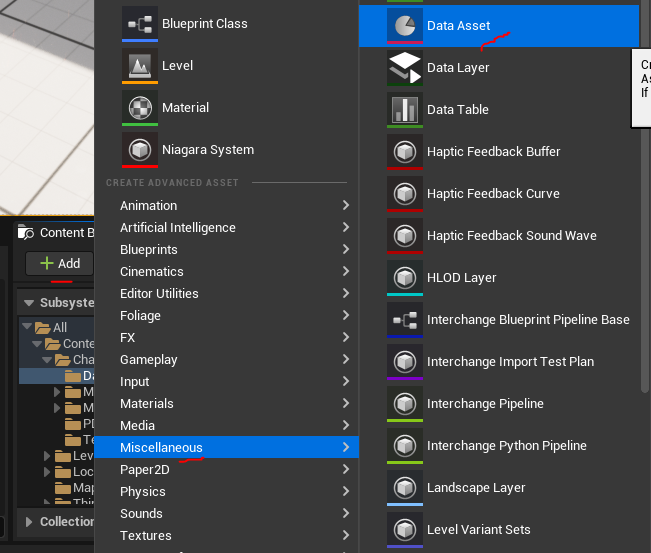 Blueprint Class
Level
Material
Niagara System
CREATE ADVANCED ASSET
Animation
Artificial Intelligence
Blueprints
Cinematics
Editor Utilities
Foliage
FX
Gameplay
Input
Materials
Media
Miscellaneous
Paper2D
Physics
Sounds
Textures
Data Asset
Data Layer
Data Table
Haptic Feedback Buffer
Haptic Feedback Curve
Haptic Feedback Sound Wave
HLOD Layer
Interchange Blueprint Pipeline Base
Interchange Import Test Plan
Interchange Pipeline
Interchange Python Pipeline
Landscape Layer
Level Variant Sets
Cr
As
If
Content B
Add
Subsyste
All
Conte
Cha
Da
M
M
PD
Te
Lev
Loc
Map
Collection